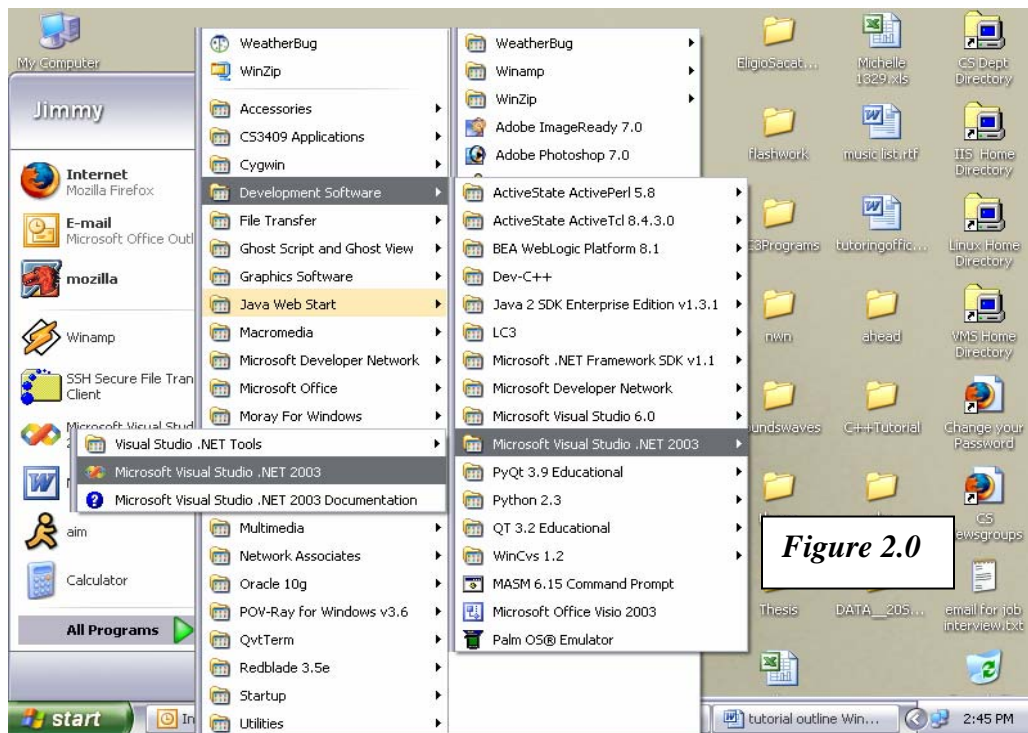 My Computer
Jimmy
Internet
Mozilla Firefox
E-mail
Microsoft Office Outl
mozilla
Winamp
SSH Secure File Tran
Client
Microsoft Visual Stud
aim
Calculator
All Programs
start
WeatherBug
WinZip
Accessories
CS3409 Applications
Cygwin
Development Software
File Transfer
Ghost Script and Ghost View
Graphics Software
Java Web Start
Macromedia
Microsoft Developer Network
Microsoft Office
Moray For Windows
Visual Studio .NET Tools
Microsoft Visual Studio .NET 2003
Microsoft Visual Studio .NET 2003 Documentation
Multimedia
Network Associates
Oracle 10g
POV-Ray for Windows v3.6
QvtTerm
Redblade 3.5e
Startup
Utilities
WeatherBug
Winamp
WinZip
Adobe ImageReady 7.0
Adobe Photoshop 7.0
ActiveState ActivePerl 5.8
ActiveState ActiveTcl 8.4.3.0
BEA WebLogic Platform 8.1
Dev-C++
Java 2 SDK Enterprise Edition v1.3.1
LC3
Microsoft .NET Framework SDK v1.1
Microsoft Developer Network
Microsoft Visual Studio 6.0
Microsoft Visual Studio .NET 2003
PyQt 3.9 Educational
Python 2.3
QT 3.2 Educational
WinCvs 1.2
MASM 6.15 Command Prompt
Microsoft Office Visio 2003
Palm OS® Emulator
EligioSacat...
Michelle
1329.xls
CS Dept
Directory
flashwork
music list.rtf
IIS Home
Directory
C3Programs
tutoringoffic...
Linux Home
Directory
nwn
ahead
VMS Home
Directory
undswaves
C++Tutorial
Change your
Password
CS
ewsgroups
Figure 2.0
Thesis
DATA__205...
email for job
interview.txt
In
tutorial outline Win...
2:45 PM